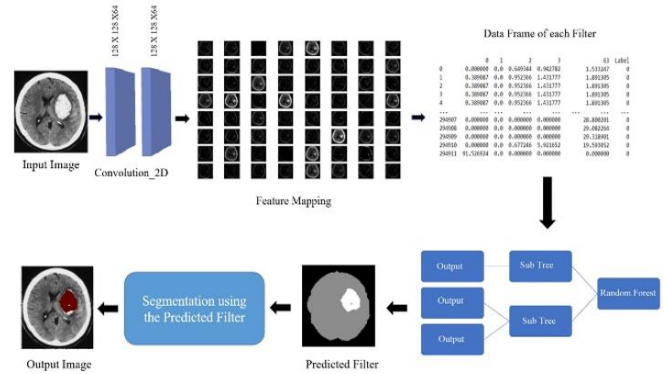 128 X 128 X64
128 X 128 X64
Input Image
Convolution_2D
Feature Mapping
Data Frame of each Filter
0 1 2 3 63 Label
0 0.000000 0.0 0.649344 0.942782 1.533247 0
1 0.389087 0.0 0.952366 1.431777 1.891305 0
2 0.389087 0.0 0.952366 1.431777 1.891305 0
3 0.389087 0.0 0.952366 1.431777 1.891305 0
4 0.389087 0.0 0.952366 1.431777 1.891305 0
... ... ... ... ... ... ...
294907 0.000000 0.0 0.000000 0.000000 28.800201 0
294908 0.000000 0.0 0.000000 0.000000 29.082264 0
294909 0.000000 0.0 0.000000 0.000000 29.318901 0
294910 0.000000 0.0 0.677246 5.921652 19.593052 0
294911 91.526924 0.0 0.000000 0.000000 0.000000 0
Output
Sub Tree
Random Forest
Output
Sub Tree
Output
Predicted Filter
Segmentation using
the Predicted Filter
Output Image